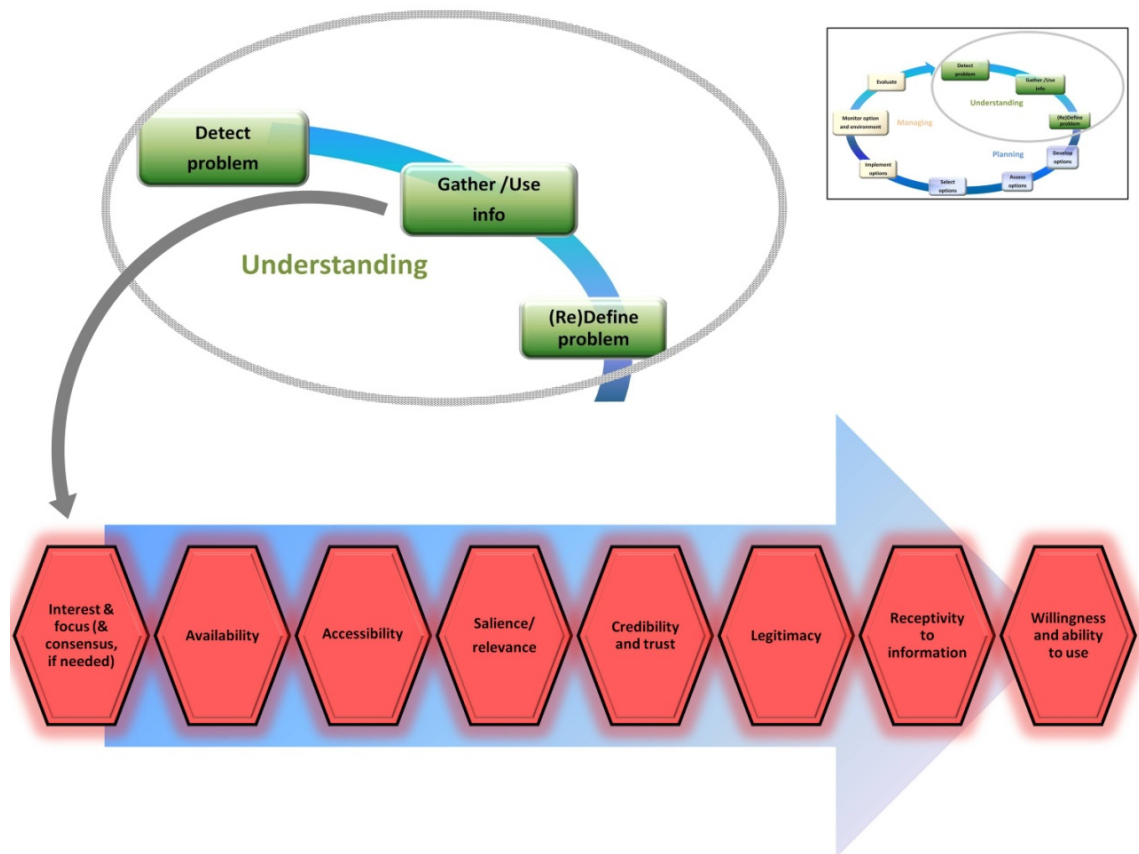 Detect
problem
Gather /Use
info
Understanding
(Re)Define
problem
Detect
problem
Gather /Use
info
Understanding
(Re)Define
problem
Evaluate
Monitor option
and environment
Managing
Planning
Develop
options
Implement
options
Select
options
Assess
options
Interest &
focus (&
consensus,
if needed)
Availability
Accessibility
Salience/
relevance
Credibility
and trust
Legitimacy
Receptivity
to
information
Willingness
and ability
to use